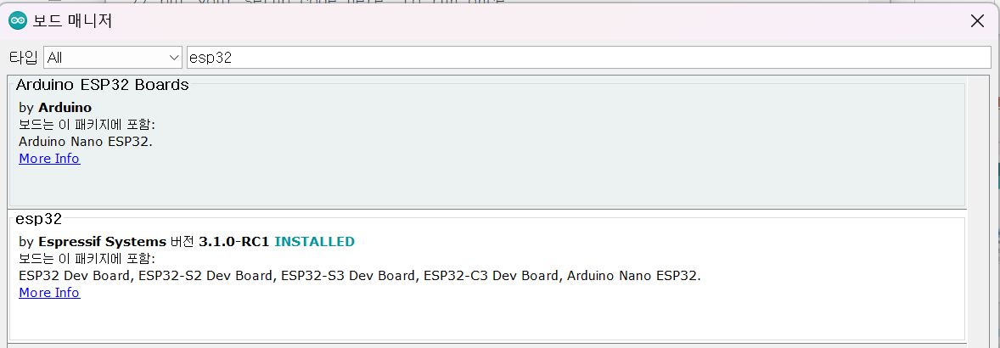 보드 매니저
타입 All esp32
Arduino ESP32 Boards
by Arduino
보드는 이 패키지에 포함:
Arduino Nano ESP32.
More Info
esp32
by Espressif Systems 버전 3.1.0-RC1 INSTALLED
보드는 이 패키지에 포함:
ESP32 Dev Board, ESP32-S2 Dev Board, ESP32-S3 Dev Board, ESP32-C3 Dev Board, Arduino Nano ESP32.
More Info